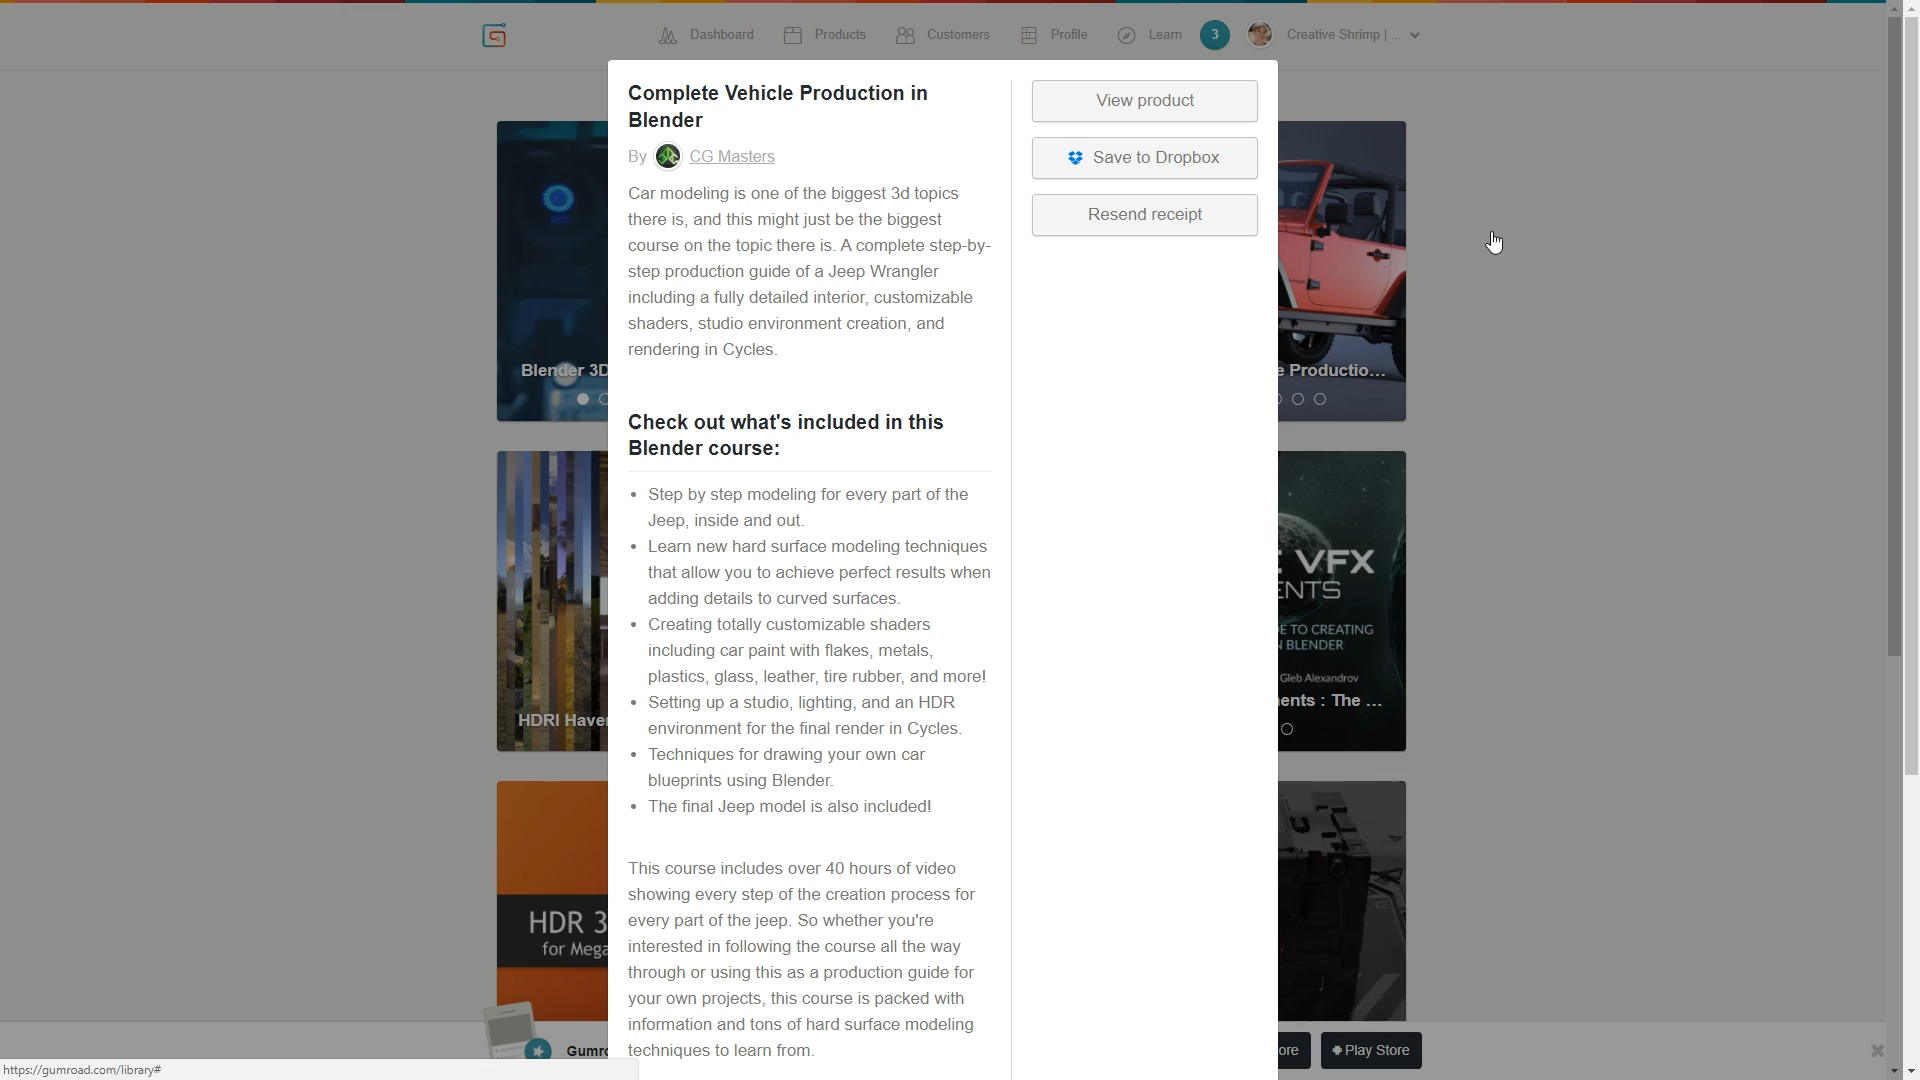 Dashboard
Products
Customers
Profile
Learn
3
Creative Shrimp | ...
Complete Vehicle Production in
Blender
By CG Masters
Car modeling is one of the biggest 3d topics
there is, and this might just be the biggest
course on the topic there is. A complete step-by-
step production guide of a Jeep Wrangler
including a fully detailed interior, customizable
shaders, studio environment creation, and
rendering in Cycles.
Check out what's included in this
Blender course:
• Step by step modeling for every part of the
Jeep, inside and out.
• Learn new hard surface modeling techniques
that allow you to achieve perfect results when
adding details to curved surfaces.
• Creating totally customizable shaders
including car paint with flakes, metals,
plastics, glass, leather, tire rubber, and more!
• Setting up a studio, lighting, and an HDR
environment for the final render in Cycles.
• Techniques for drawing your own car
blueprints using Blender.
• The final Jeep model is also included!
This course includes over 40 hours of video
showing every step of the creation process for
every part of the jeep. So whether you're
interested in following the course all the way
through or using this as a production guide for
your own projects, this course is packed with
information and tons of hard surface modeling
techniques to learn from.
View product
Save to Dropbox
Resend receipt
Blender 3D
e Productio...
HDRI Haven
E VFX
ENTS
E TO CREATING
N BLENDER
Gleb Alexandrov
ents : The ...
HDR 3
for Mega
Gumro
ore
Play Store
https://gumroad.com/library#